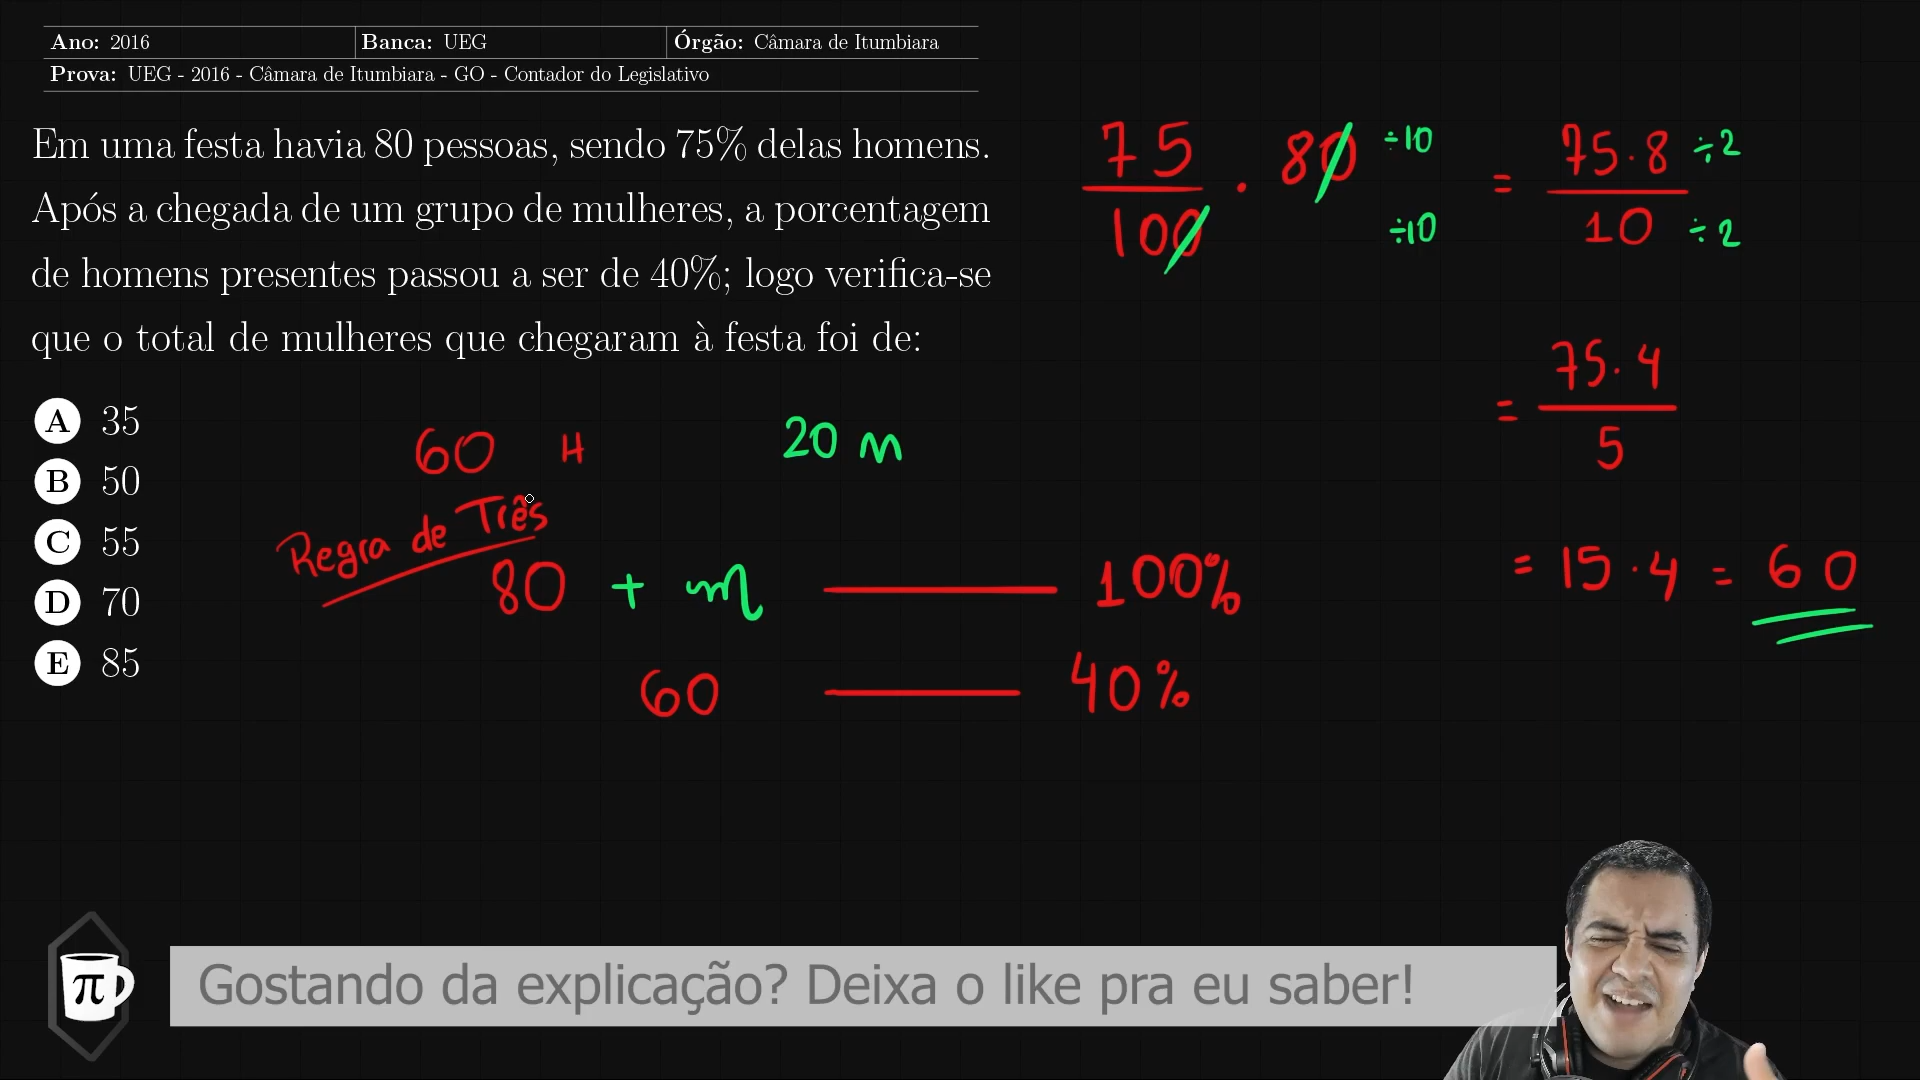 Ano: 2016 Banca: UEG Órgão: Câmara de Itumbiara
Prova: UEG - 2016 - Câmara de Itumbiara - GO - Contador do Legislativo
Em uma festa havia 80 pessoas, sendo 75% delas homens.
Após a chegada de um grupo de mulheres, a porcentagem
de homens presentes passou a ser de 40%; logo verifica-se
que o total de mulheres que chegaram à festa foi de:
A 35
B 50
C 55
D 70
E 85
60 H 20 M
Regra de Três
80 + m 100%
60 40%
75/100 · 80 ÷10 ÷10 = 75·8/10 ÷2 ÷2
= 75·4/5
= 15·4 = 60
π
Gostando da explicação? Deixa o like pra eu saber!